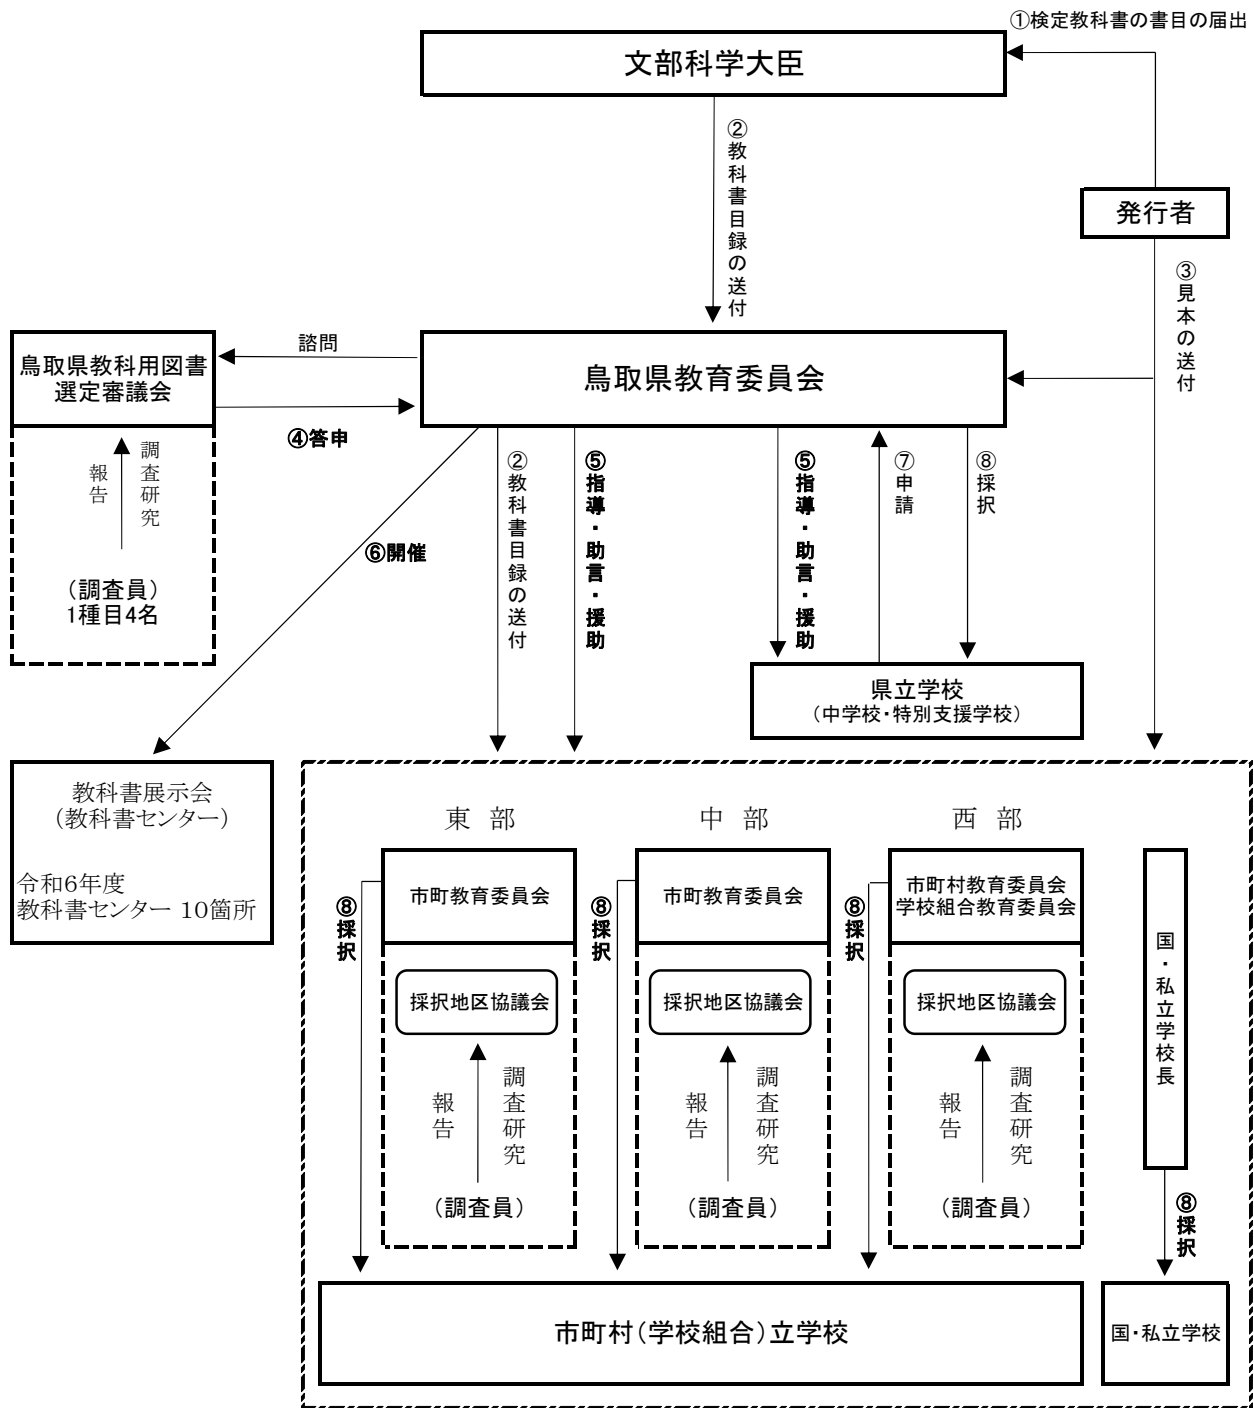 ①検定教科書の書目の届出
文部科学大臣
②教科書目録の送付
発行者
③見本の送付
鳥取県教科用図書
選定審議会
諮問
鳥取県教育委員会
④答申
報告
調査研究
(調査員)
1種目4名
⑥開催
②教科書目録の送付
⑤指導・助言・援助
⑤指導・助言・援助
⑦申請
⑧採択
県立学校
(中学校・特別支援学校)
教科書展示会
(教科書センター)
令和6年度
教科書センター 10箇所
東 部
中 部
西 部
市町教育委員会
市町教育委員会
市町村教育委員会
学校組合教育委員会
⑧採択
⑧採択
⑧採択
国・私立学校長
採択地区協議会
採択地区協議会
採択地区協議会
報告
調査研究
報告
調査研究
報告
調査研究
(調査員)
(調査員)
(調査員)
⑧採択
市町村(学校組合)立学校
国・私立学校